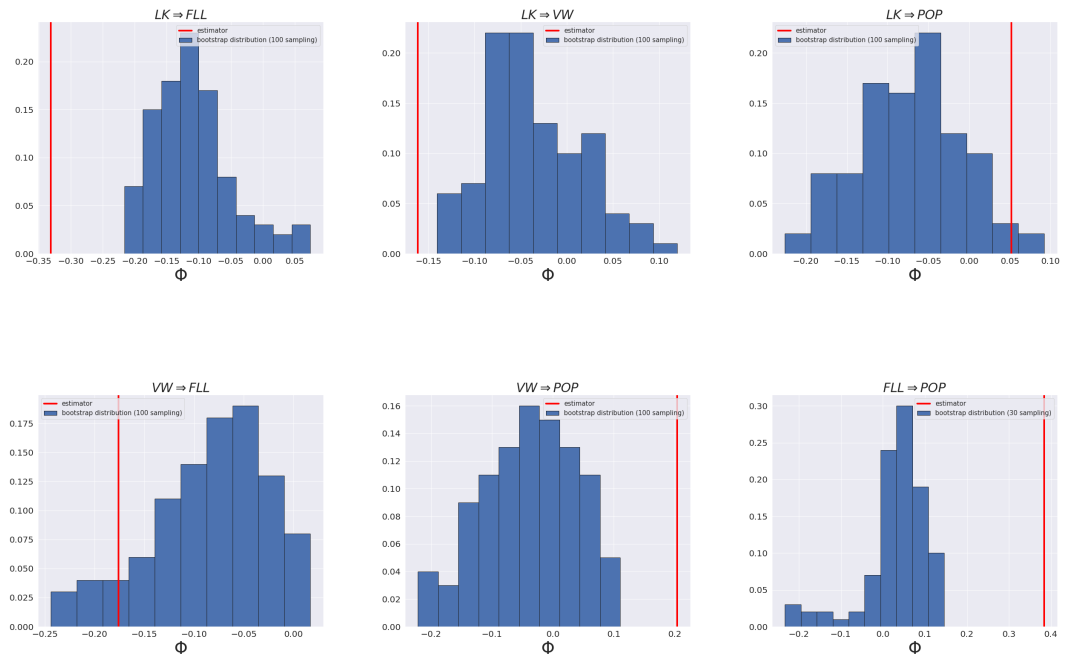 LK ⇒ FLL
estimator
bootstrap distribution (100 sampling)
0.20
0.15
0.10
0.05
0.00
−0.35 −0.30 −0.25 −0.20 −0.15 −0.10 −0.05 0.00 0.05
Φ
LK ⇒ VW
estimator
bootstrap distribution (100 sampling)
0.20
0.15
0.10
0.05
0.00
−0.15 −0.10 −0.05 0.00 0.05 0.10
Φ
LK ⇒ POP
estimator
bootstrap distribution (100 sampling)
0.20
0.15
0.10
0.05
0.00
−0.20 −0.15 −0.10 −0.05 0.00 0.05 0.10
Φ
VW ⇒ FLL
estimator
bootstrap distribution (100 sampling)
0.175
0.150
0.125
0.100
0.075
0.050
0.025
0.000
−0.25 −0.20 −0.15 −0.10 −0.05 0.00
Φ
VW ⇒ POP
estimator
bootstrap distribution (100 sampling)
0.16
0.14
0.12
0.10
0.08
0.06
0.04
0.02
0.00
−0.2 −0.1 0.0 0.1 0.2
Φ
FLL ⇒ POP
estimator
bootstrap distribution (30 sampling)
0.30
0.25
0.20
0.15
0.10
0.05
0.00
−0.2 −0.1 0.0 0.1 0.2 0.3 0.4
Φ